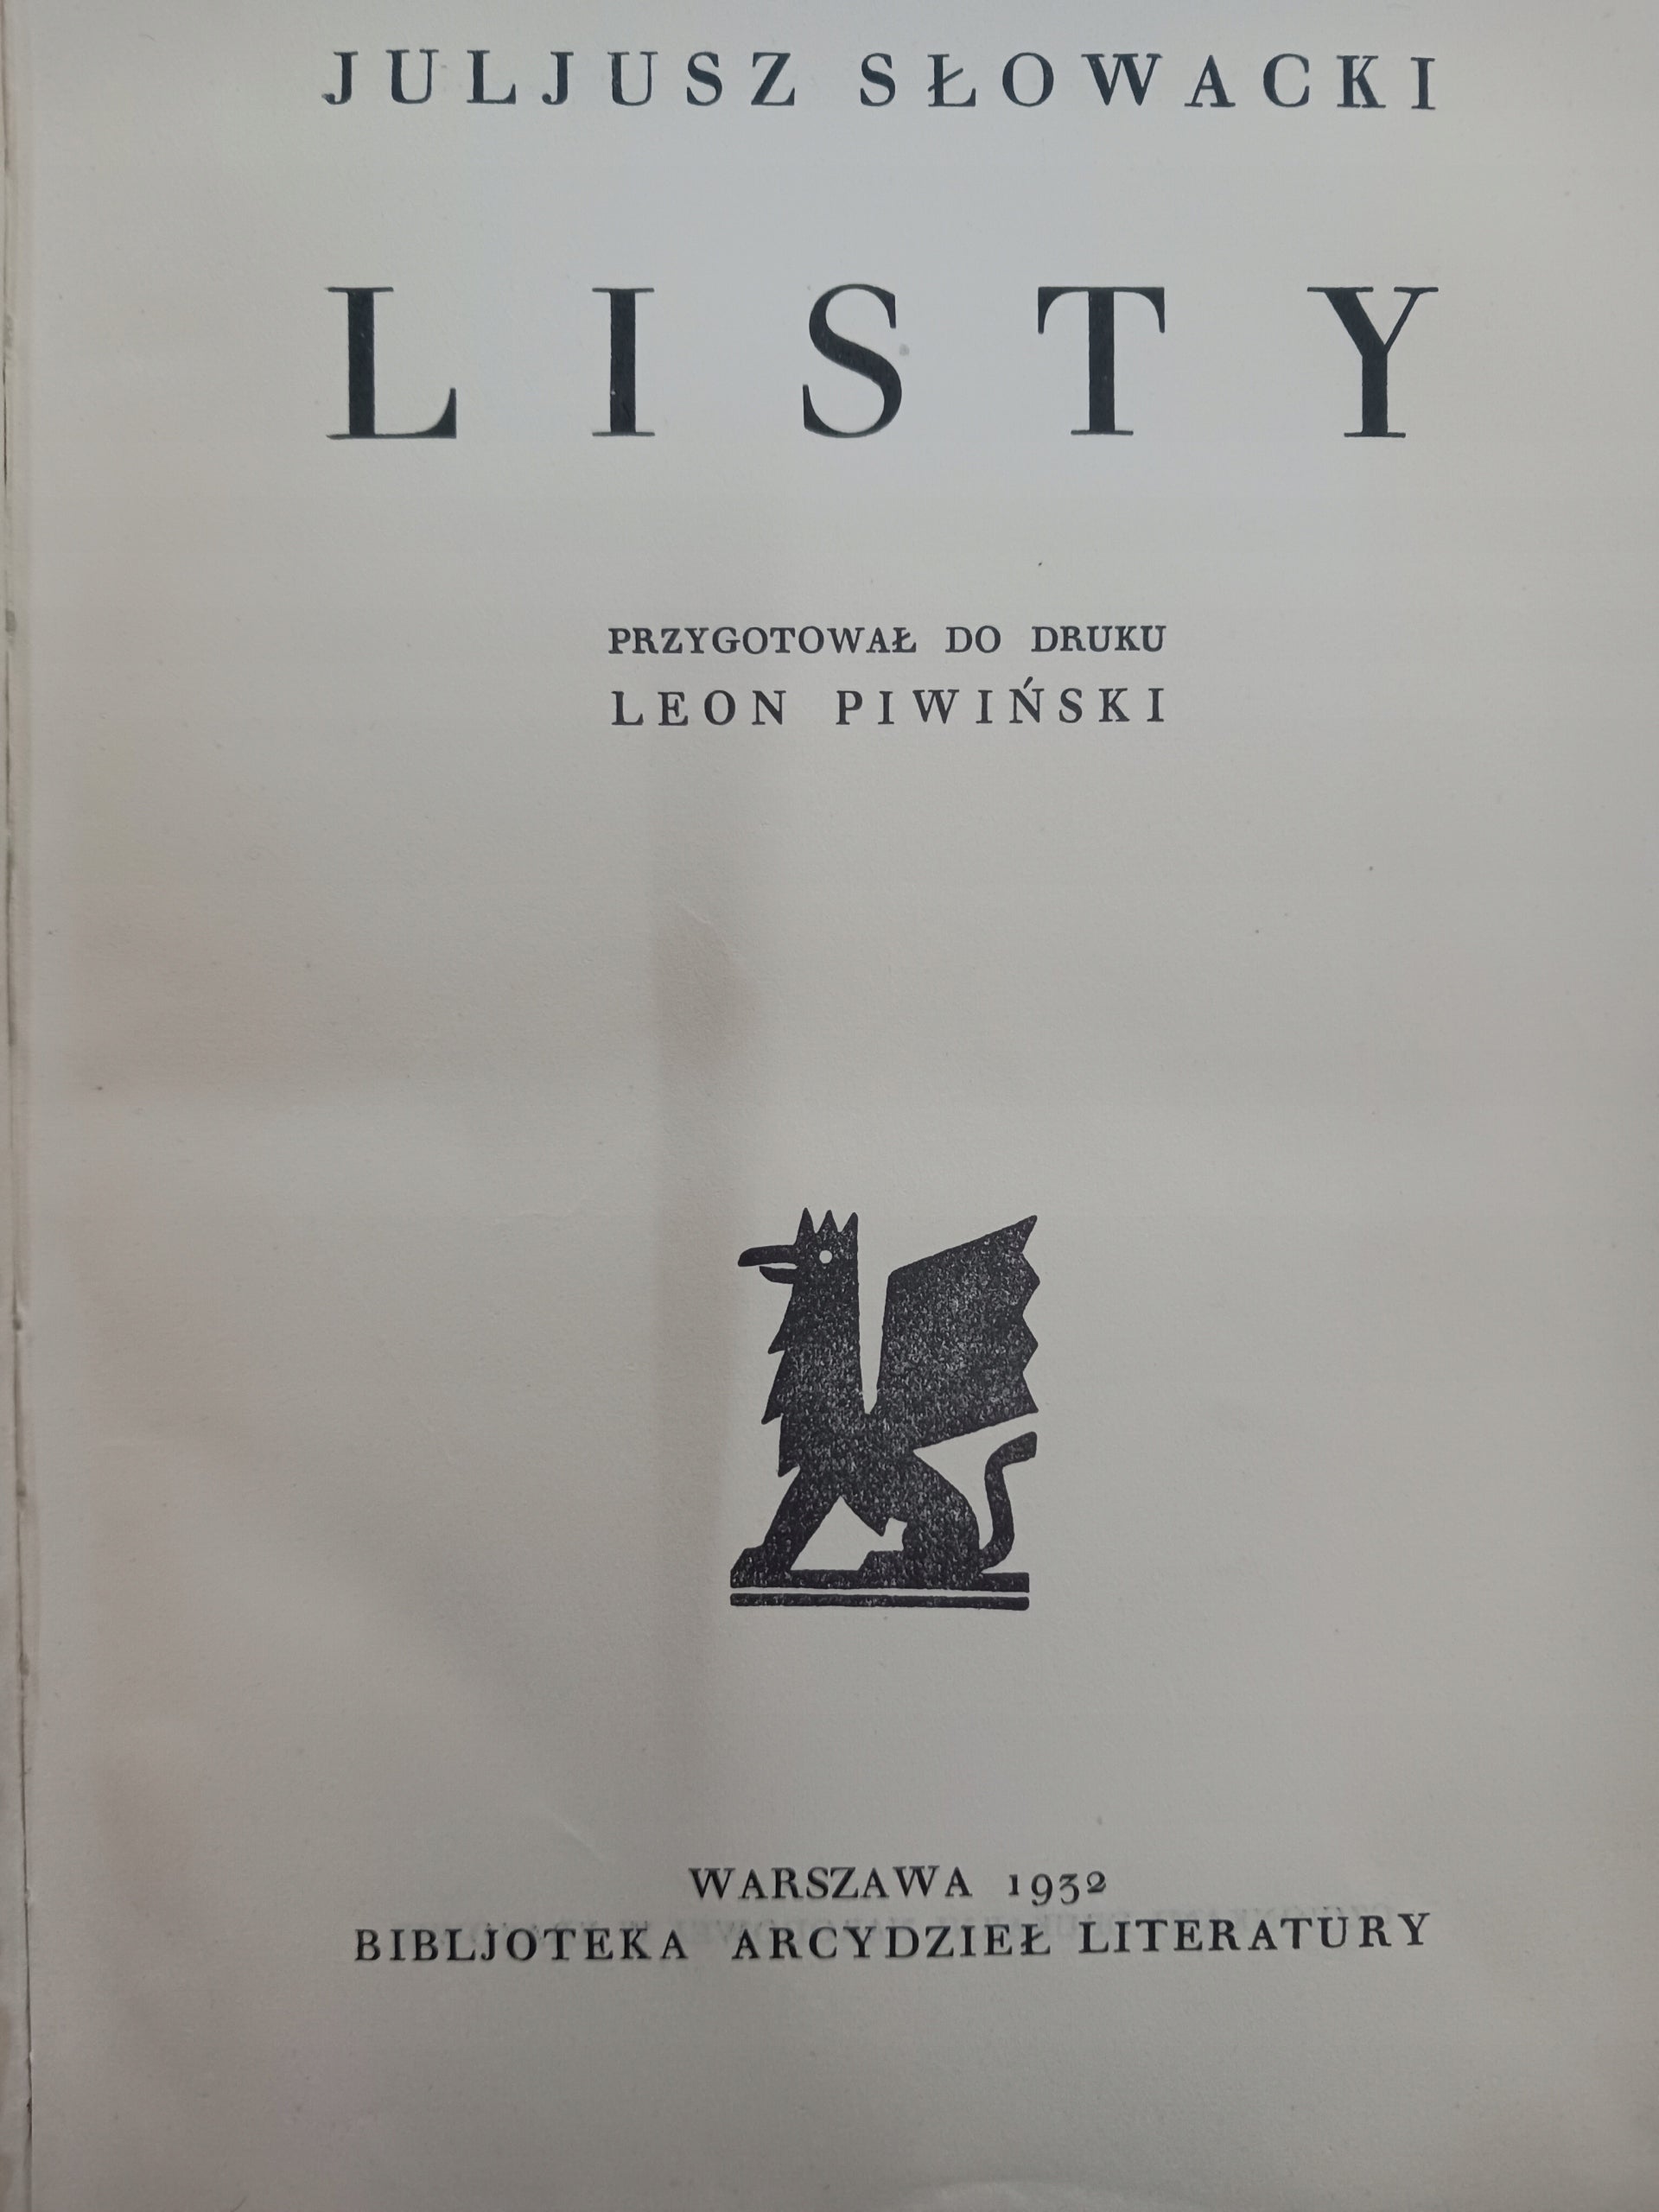 JULJUSZ SŁOWACKI
LISTY
PRZYGOTOWAŁ DO DRUKU
LEON PIWIŃSKI
WARSZAWA 1932
BIBLJOTEKA ARCYDZIEŁ LITERATURY